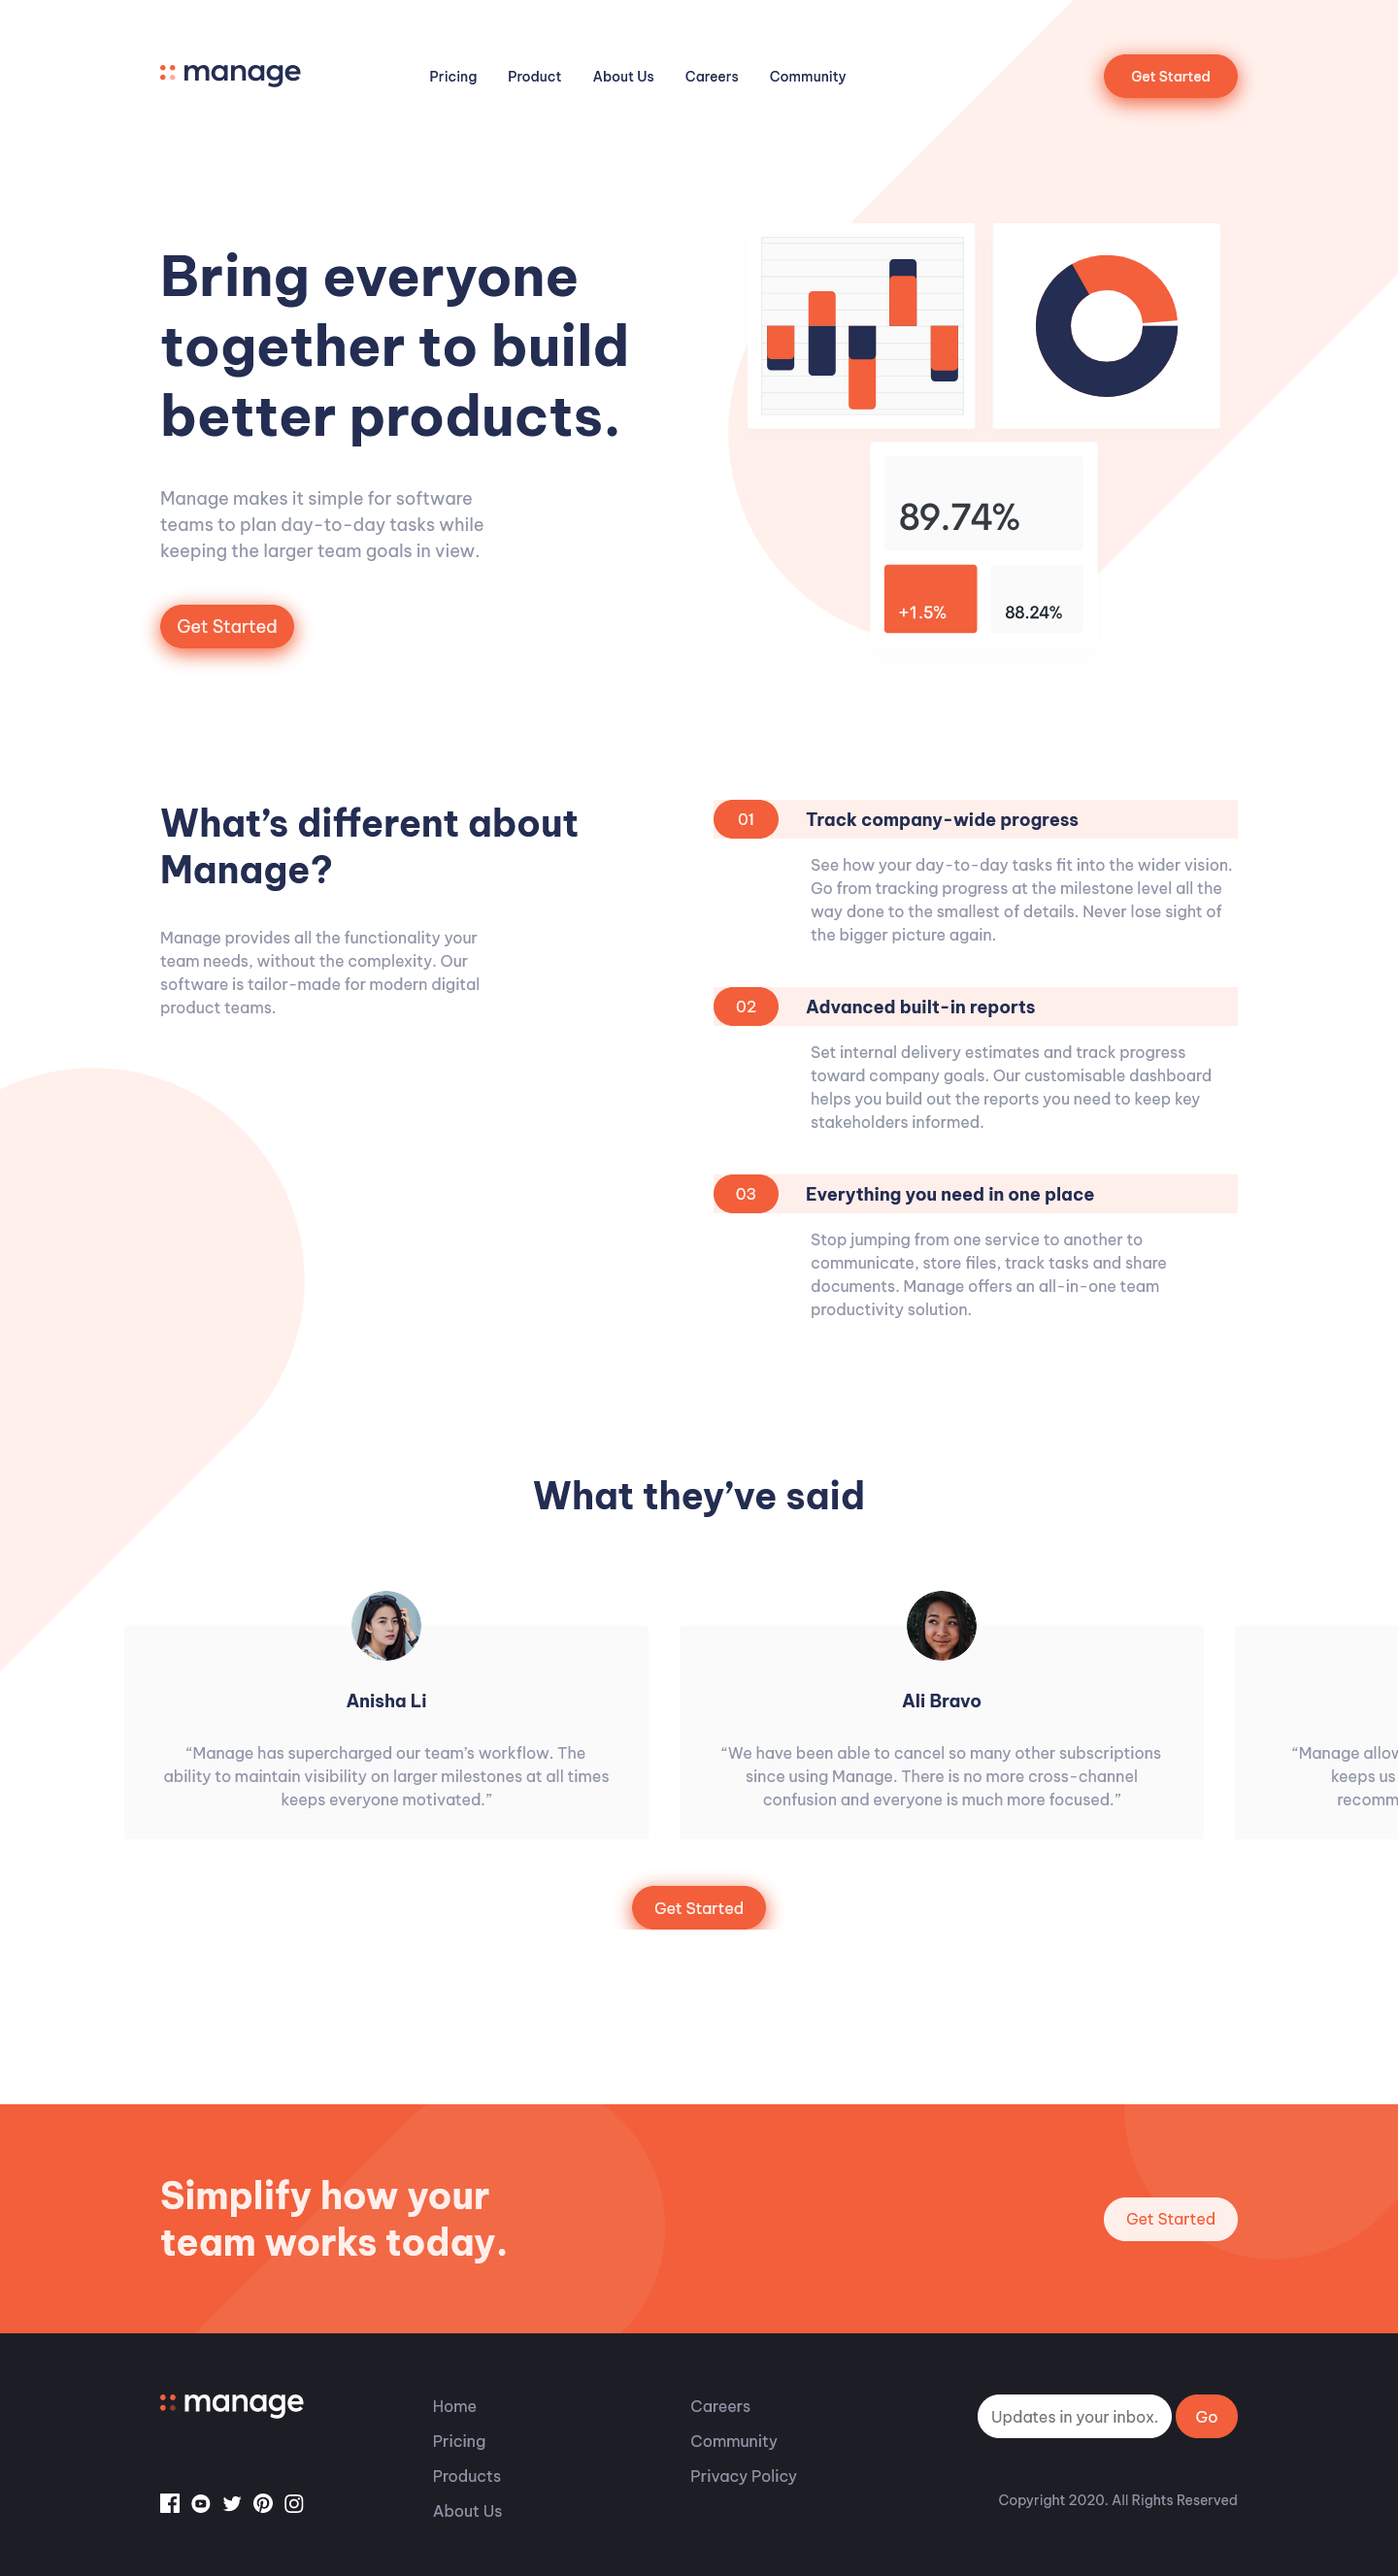 manage
Pricing
Product
About Us
Careers
Community
Get Started
Bring everyone
together to build
better products.
Manage makes it simple for software
teams to plan day-to-day tasks while
keeping the larger team goals in view.
Get Started
89.74%
+1.5%
88.24%
What’s different about
Manage?
Manage provides all the functionality your
team needs, without the complexity. Our
software is tailor-made for modern digital
product teams.
01
Track company-wide progress
See how your day-to-day tasks fit into the wider vision.
Go from tracking progress at the milestone level all the
way done to the smallest of details. Never lose sight of
the bigger picture again.
02
Advanced built-in reports
Set internal delivery estimates and track progress
toward company goals. Our customisable dashboard
helps you build out the reports you need to keep key
stakeholders informed.
03
Everything you need in one place
Stop jumping from one service to another to
communicate, store files, track tasks and share
documents. Manage offers an all-in-one team
productivity solution.
What they’ve said
Anisha Li
“Manage has supercharged our team’s workflow. The
ability to maintain visibility on larger milestones at all times
keeps everyone motivated.”
Ali Bravo
“We have been able to cancel so many other subscriptions
since using Manage. There is no more cross-channel
confusion and everyone is much more focused.”
“Manage allow
keeps us
recomm
Get Started
Simplify how your
team works today.
Get Started
manage
Home
Pricing
Products
About Us
Careers
Community
Privacy Policy
Updates in your inbox.
Go
Copyright 2020. All Rights Reserved